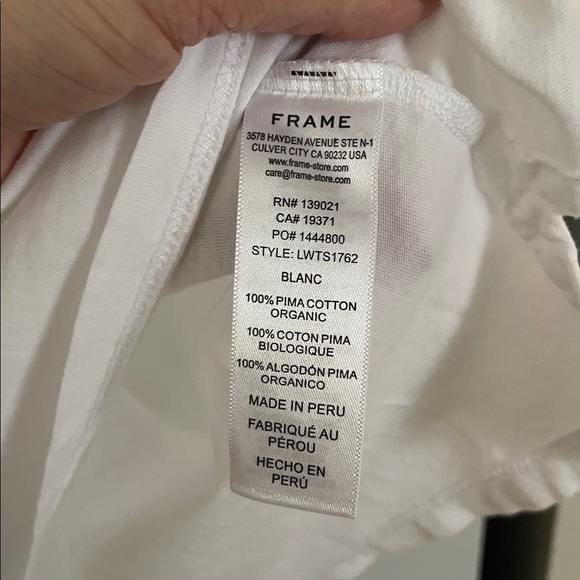 FRAME
3578 HAYDEN AVENUE STE N-1
CULVER CITY CA 90232 USA
www.frame-store.com
care@frame-store.com
RN# 139021
CA# 19371
PO# 1444800
STYLE: LWTS1762
BLANC
100% PIMA COTTON
ORGANIC
100% COTON PIMA
BIOLOGIQUE
100% ALGODÓN PIMA
ORGANICO
MADE IN PERU
FABRIQUÉ AU
PÉROU
HECHO EN
PERÚ